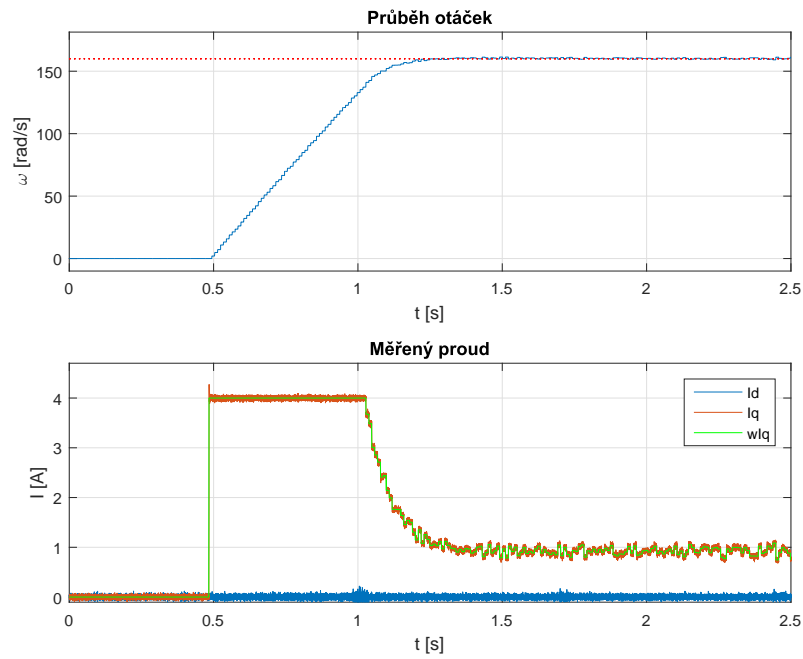 Průběh otáček
150
100
50
0
ω [rad/s]
0 0.5 1 1.5 2 2.5
t [s]
Měřený proud
4
3
2
1
0
I [A]
Id
Iq
wIq
0 0.5 1 1.5 2 2.5
t [s]